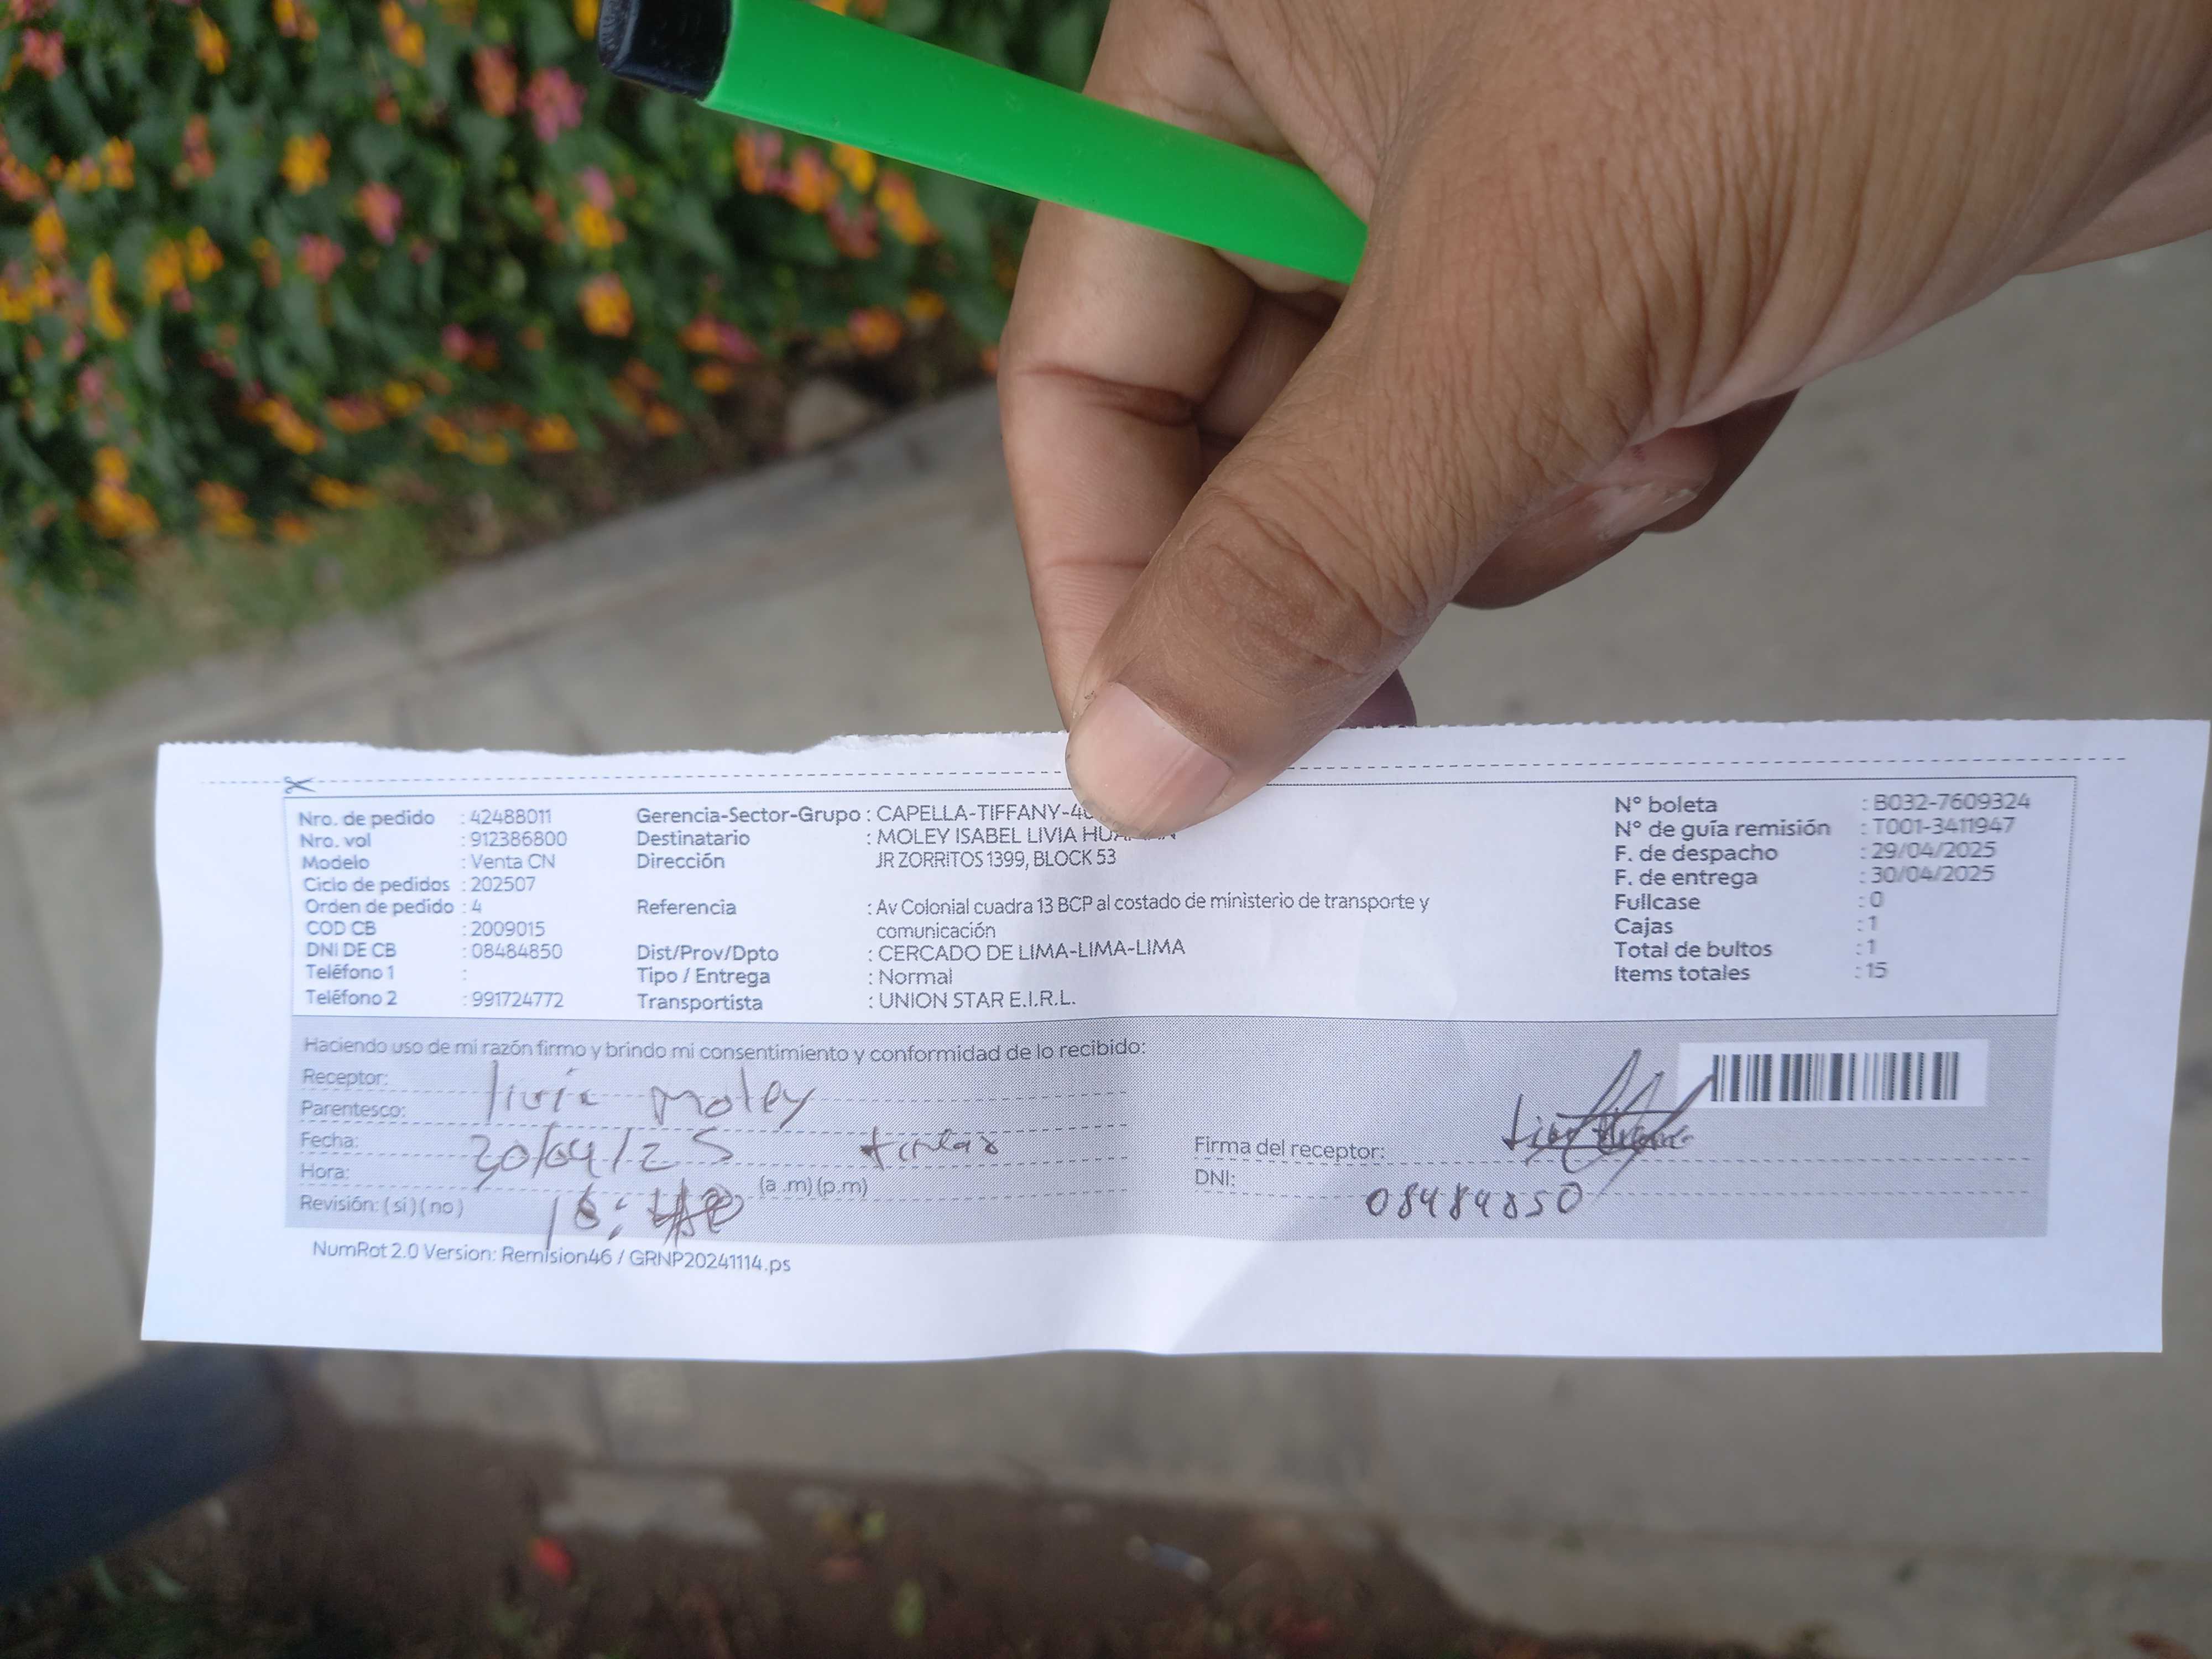 Nro. de pedido : 42488011
Nro. vol : 912386800
Modelo : Venta CN
Ciclo de pedidos : 202507
Orden de pedido : 4
COD CB : 2009015
DNI DE CB : 08484850
Teléfono 1 :
Teléfono 2 : 991724772
Gerencia-Sector-Grupo : CAPELLA-TIFFANY-
Destinatario : MOLEY ISABEL LIVIA
Dirección JR ZORRITOS 1399, BLOCK 53
Referencia : Av Colonial cuadra 13 BCP al costado de ministerio de transporte y
comunicación
Dist/Prov/Dpto : CERCADO DE LIMA-LIMA-LIMA
Tipo / Entrega : Normal
Transportista : UNION STAR E.I.R.L.
N° boleta : B032-7609324
N° de guía remisión : T001-3411947
F. de despacho : 29/04/2025
F. de entrega : 30/04/2025
Fullcase : 0
Cajas : 1
Total de bultos : 1
Items totales : 15
Haciendo uso de mi razón firmo y brindo mi consentimiento y conformidad de lo recibido:
Receptor: livia Moley
Parentesco:
Fecha: 30/04/25
Hora: (a .m) (p.m)
Revisión: ( si ) ( no )
Firma del receptor:
DNI: 08484850
NumRot 2.0 Version: Remision46 / GRNP20241114.ps